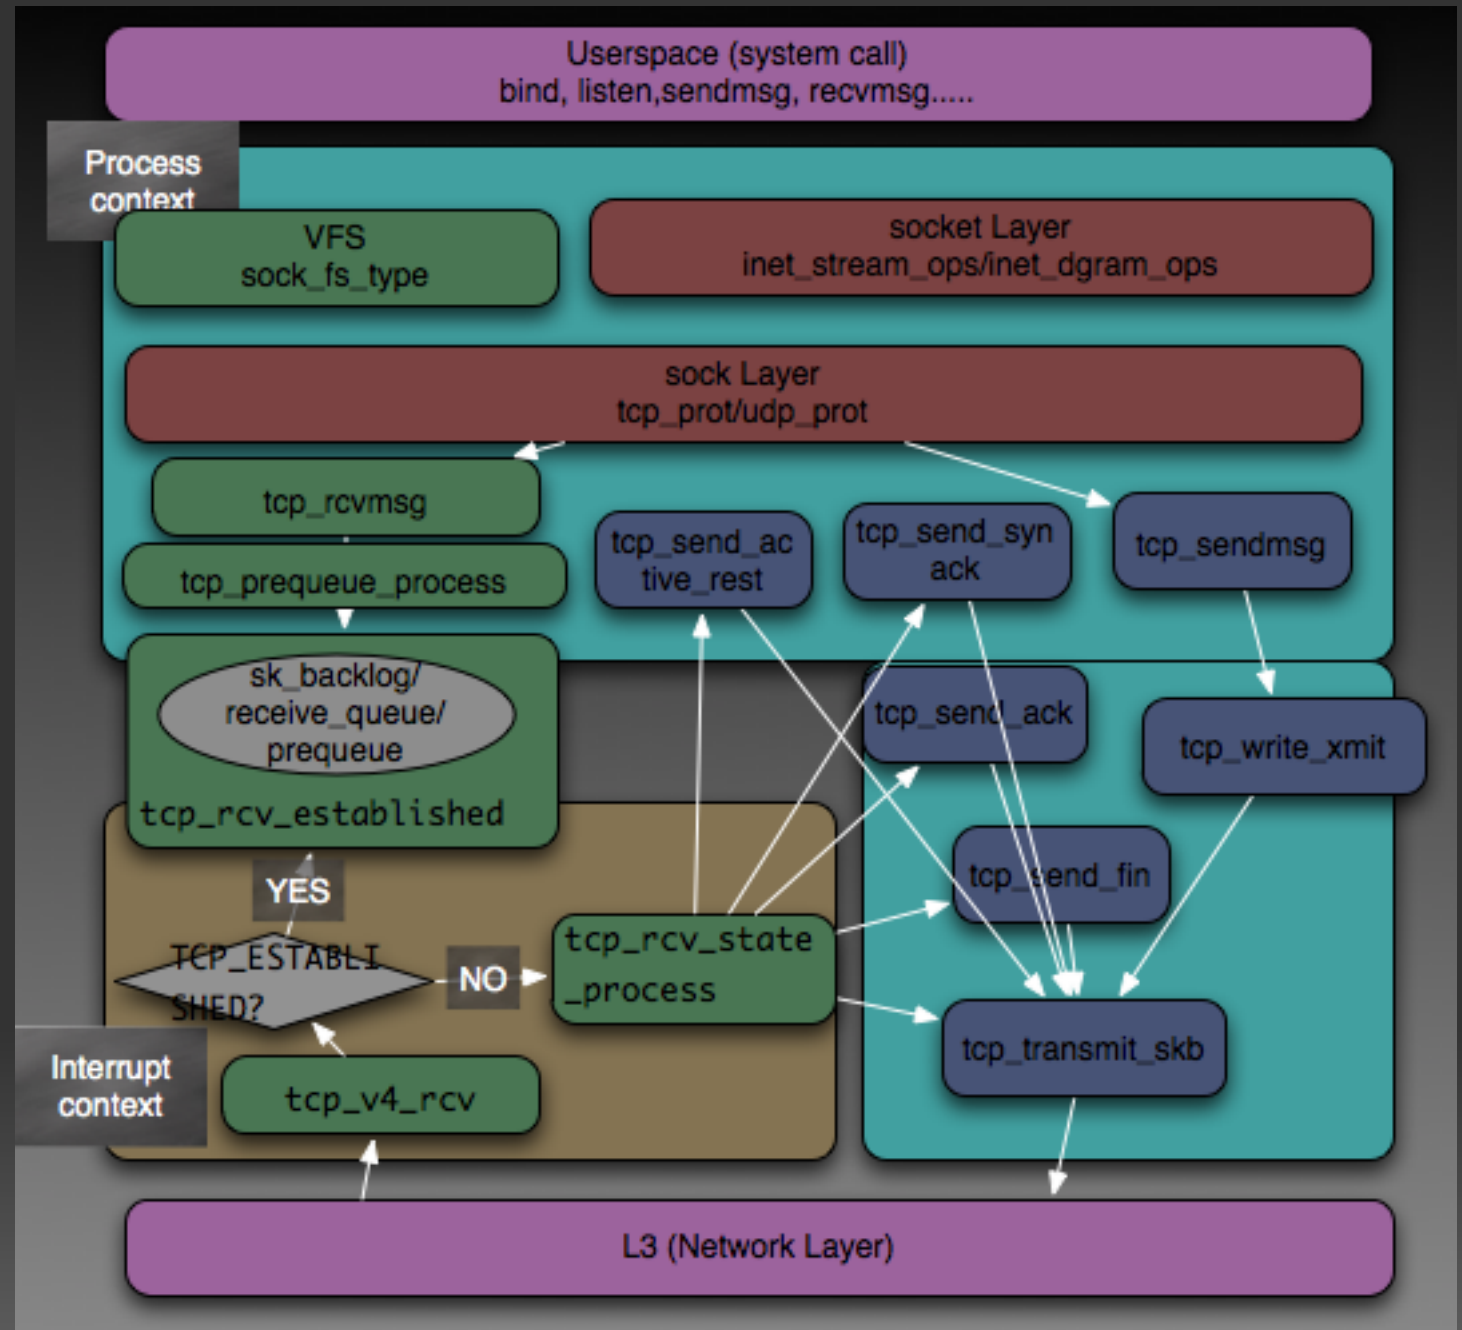 Userspace (system call)
bind, listen,sendmsg, recvmsg.....
Process
context
VFS
sock_fs_type
socket Layer
inet_stream_ops/inet_dgram_ops
sock Layer
tcp_prot/udp_prot
tcp_rcvmsg
tcp_prequeue_process
tcp_send_ac
tive_rest
tcp_send_syn
ack
tcp_sendmsg
sk_backlog/
receive_queue/
prequeue
tcp_rcv_established
tcp_send_ack
tcp_write_xmit
YES
tcp_send_fin
TCP_ESTABLI
SHED?
NO
tcp_rcv_state
_process
Interrupt
context
tcp_v4_rcv
tcp_transmit_skb
L3 (Network Layer)